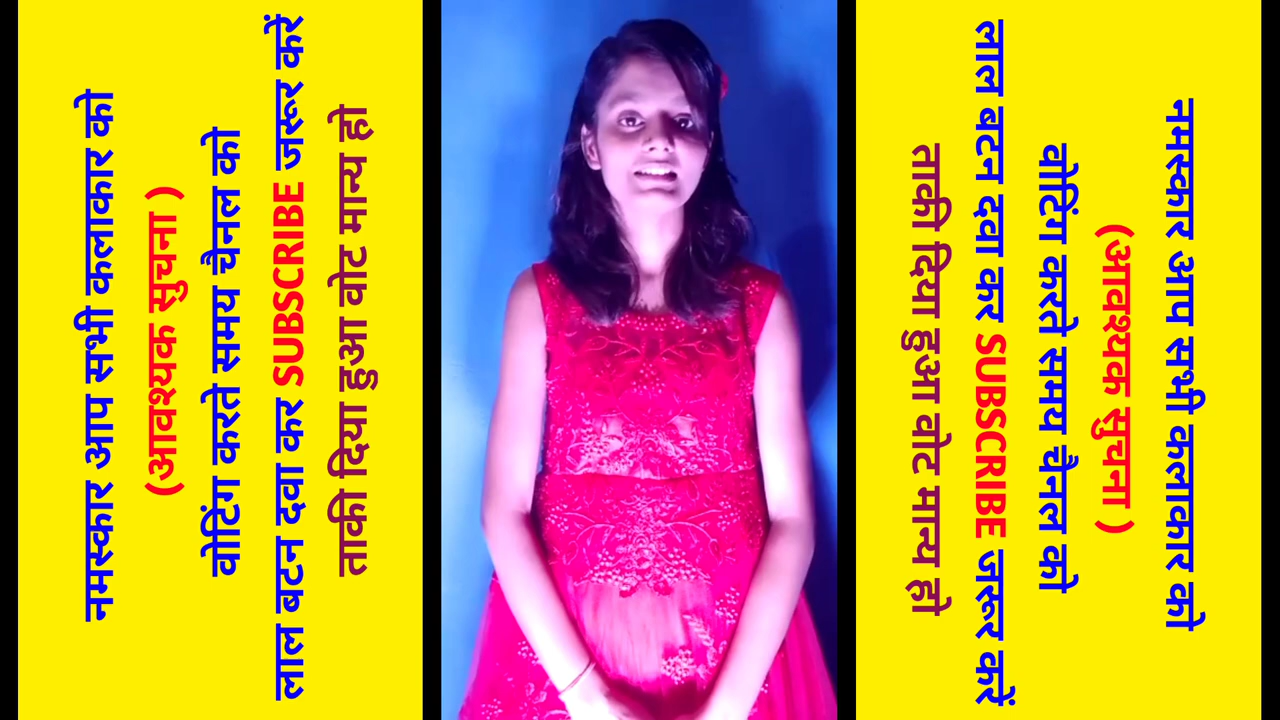 नमस्कार आप सभी कलाकार को
(आवश्यक सुचना )
वोटिंग करते समय चैनल को
लाल बटन दवा कर SUBSCRIBE जरूर करें
ताकी दिया हुआ वोट मान्य हो
नमस्कार आप सभी कलाकार को
(आवश्यक सुचना )
वोटिंग करते समय चैनल को
लाल बटन दवा कर SUBSCRIBE जरूर करें
ताकी दिया हुआ वोट मान्य हो